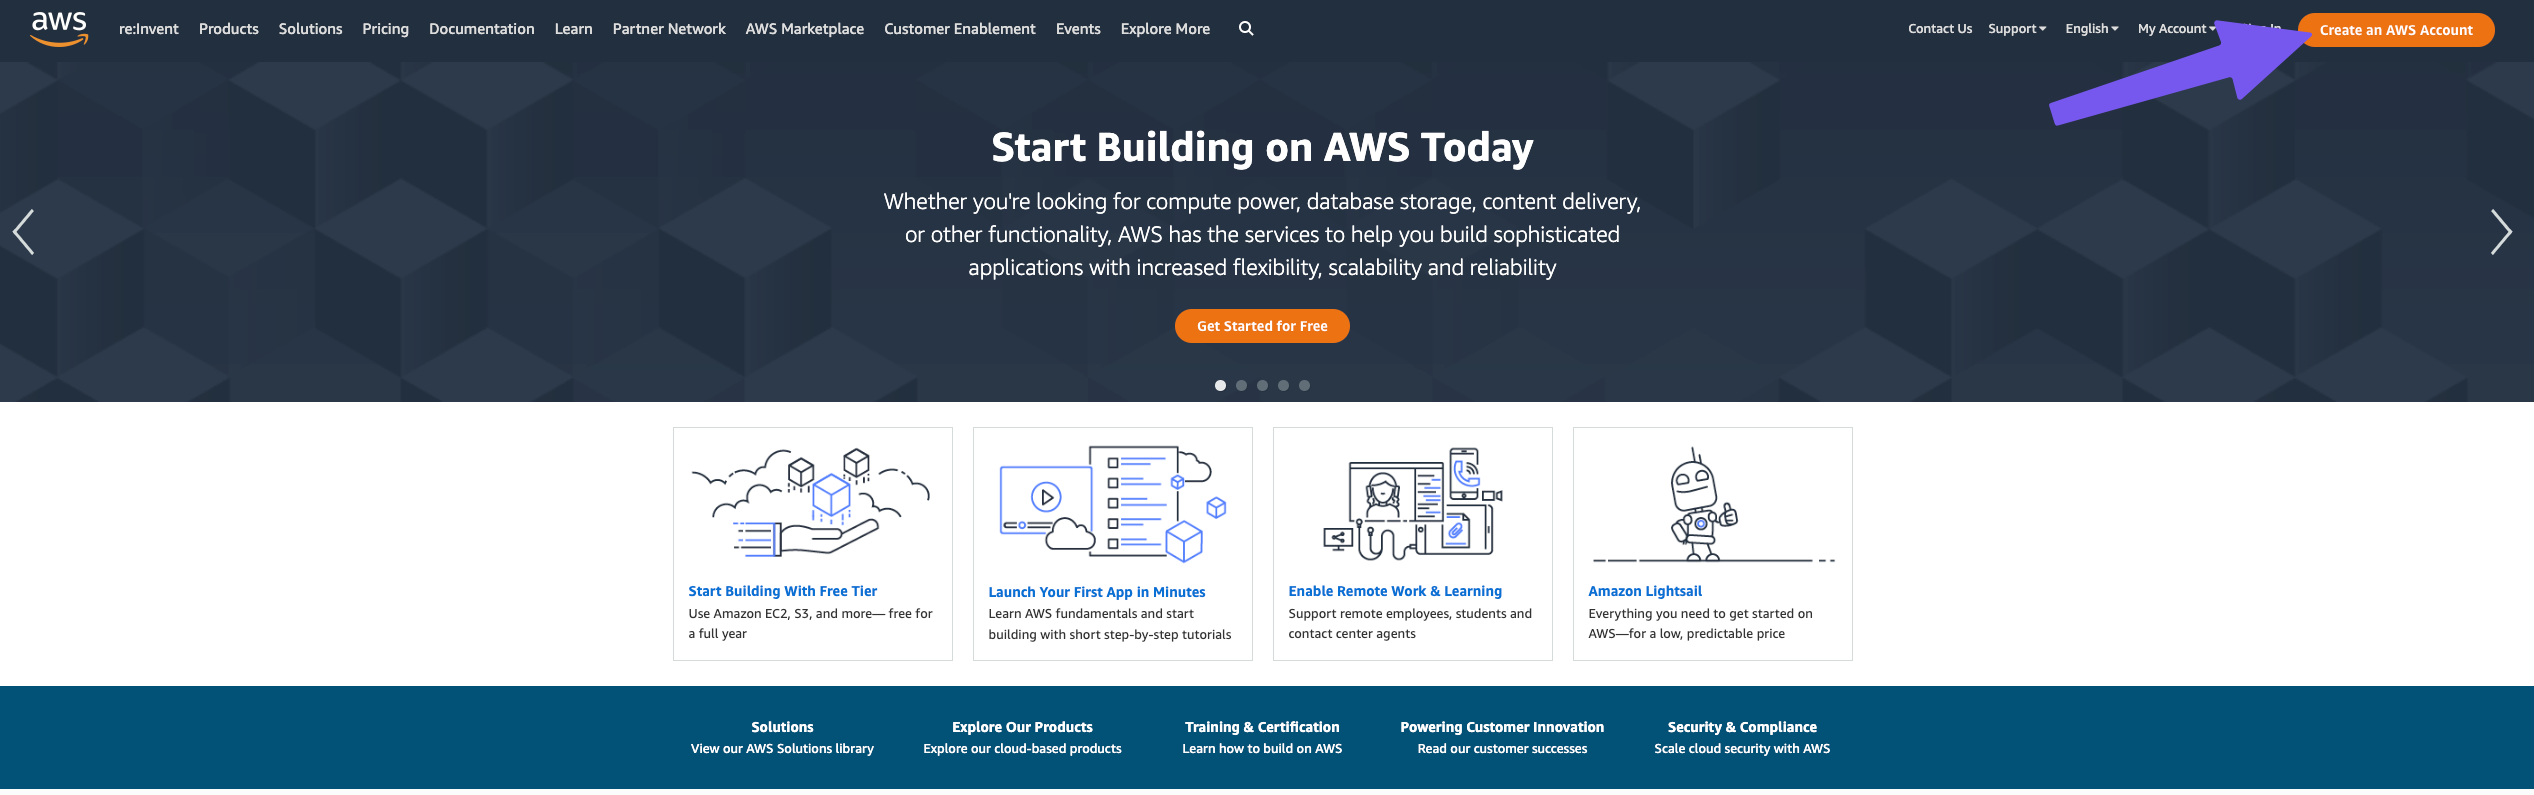 aws
re:Invent Products Solutions Pricing Documentation Learn Partner Network AWS Marketplace Customer Enablement Events Explore More
Contact Us Support English My Account In Create an AWS Account
Start Building on AWS Today
Whether you're looking for compute power, database storage, content delivery,
or other functionality, AWS has the services to help you build sophisticated
applications with increased flexibility, scalability and reliability
Get Started for Free
Start Building With Free Tier
Use Amazon EC2, S3, and more— free for
a full year
Launch Your First App in Minutes
Learn AWS fundamentals and start
building with short step-by-step tutorials
Enable Remote Work & Learning
Support remote employees, students and
contact center agents
Amazon Lightsail
Everything you need to get started on
AWS—for a low, predictable price
Solutions
View our AWS Solutions library
Explore Our Products
Explore our cloud-based products
Training & Certification
Learn how to build on AWS
Powering Customer Innovation
Read our customer successes
Security & Compliance
Scale cloud security with AWS